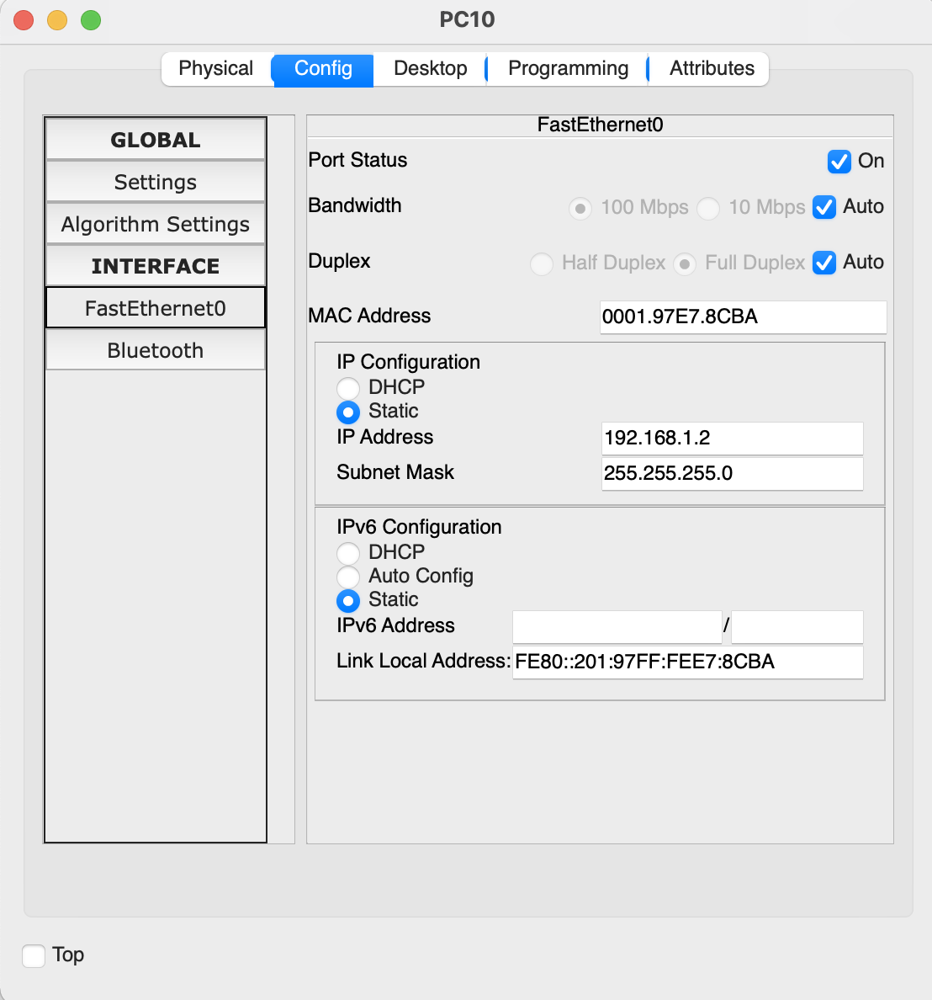 PC10
Physical Config Desktop Programming Attributes
GLOBAL
Settings
Algorithm Settings
INTERFACE
FastEthernet0
Bluetooth
FastEthernet0
Port Status On
Bandwidth 100 Mbps 10 Mbps Auto
Duplex Half Duplex Full Duplex Auto
MAC Address 0001.97E7.8CBA
IP Configuration
DHCP
Static
IP Address 192.168.1.2
Subnet Mask 255.255.255.0
IPv6 Configuration
DHCP
Auto Config
Static
IPv6 Address /
Link Local Address: FE80::201:97FF:FEE7:8CBA
Top